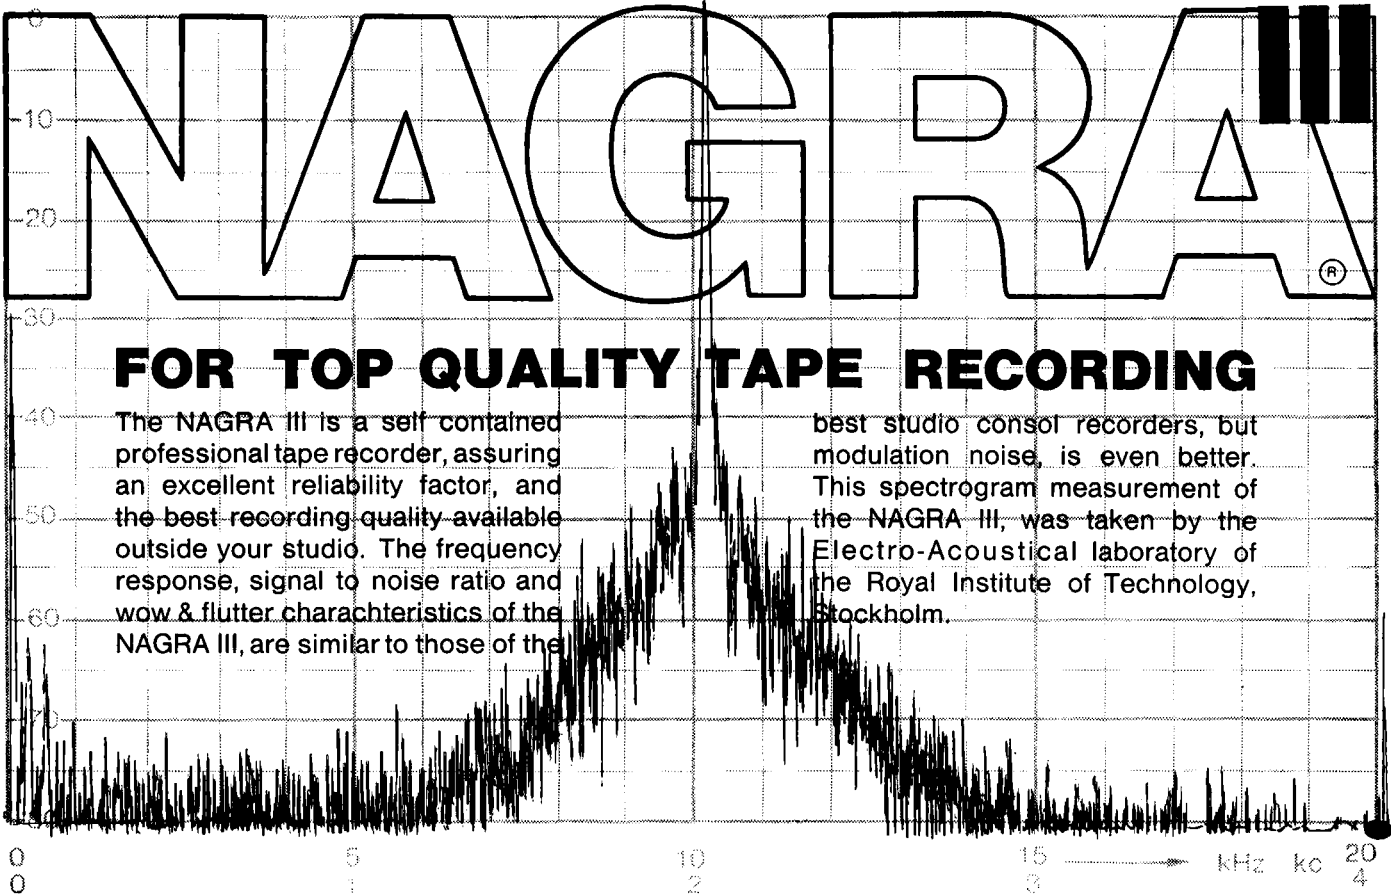 NAGRA III
®
FOR TOP QUALITY TAPE RECORDING
The NAGRA III is a self contained
professional tape recorder, assuring
an excellent reliability factor, and
the best recording quality available
outside your studio. The frequency
response, signal to noise ratio and
wow & flutter charachteristics of the
NAGRA III, are similar to those of the
best studio consol recorders, but
modulation noise, is even better.
This spectrogram measurement of
the NAGRA III, was taken by the
Electro-Acoustical laboratory of
the Royal Institute of Technology,
Stockholm.
0
-10
-20
-30
-40
-50
-60
-70
0 5 10 15 kHz kc 20
0 1 2 3 4